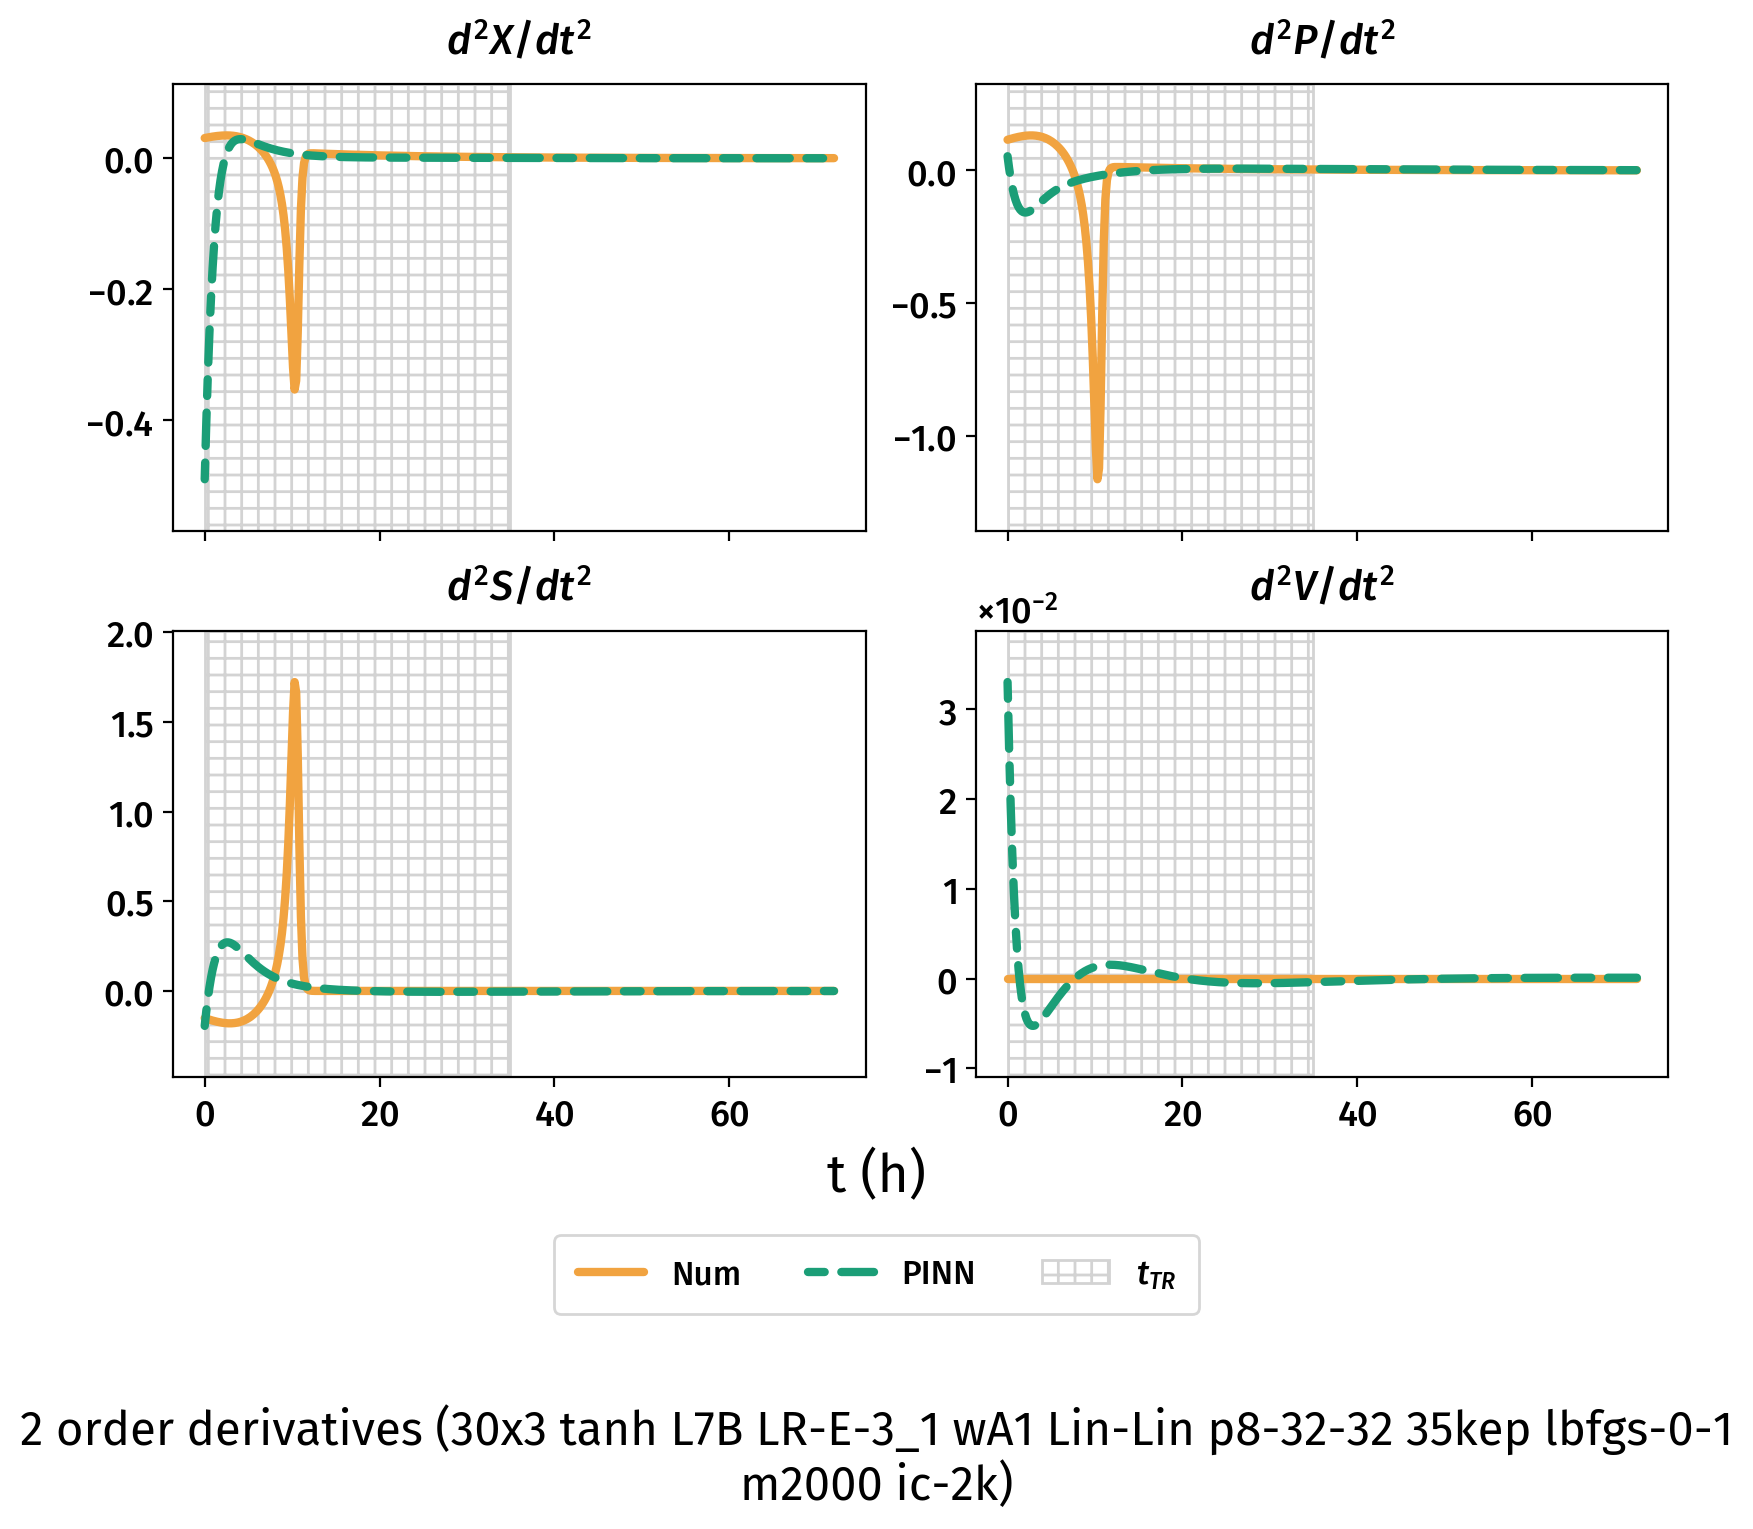 d²X/dt²
d²P/dt²
0.0
−0.2
−0.4
0.0
−0.5
−1.0
d²S/dt²
d²V/dt²
×10⁻²
2.0
1.5
1.0
0.5
0.0
3
2
1
0
−1
0 20 40 60
0 20 40 60
t (h)
Num PINN t_TR
2 order derivatives (30x3 tanh L7B LR-E-3_1 wA1 Lin-Lin p8-32-32 35kep lbfgs-0-1
m2000 ic-2k)